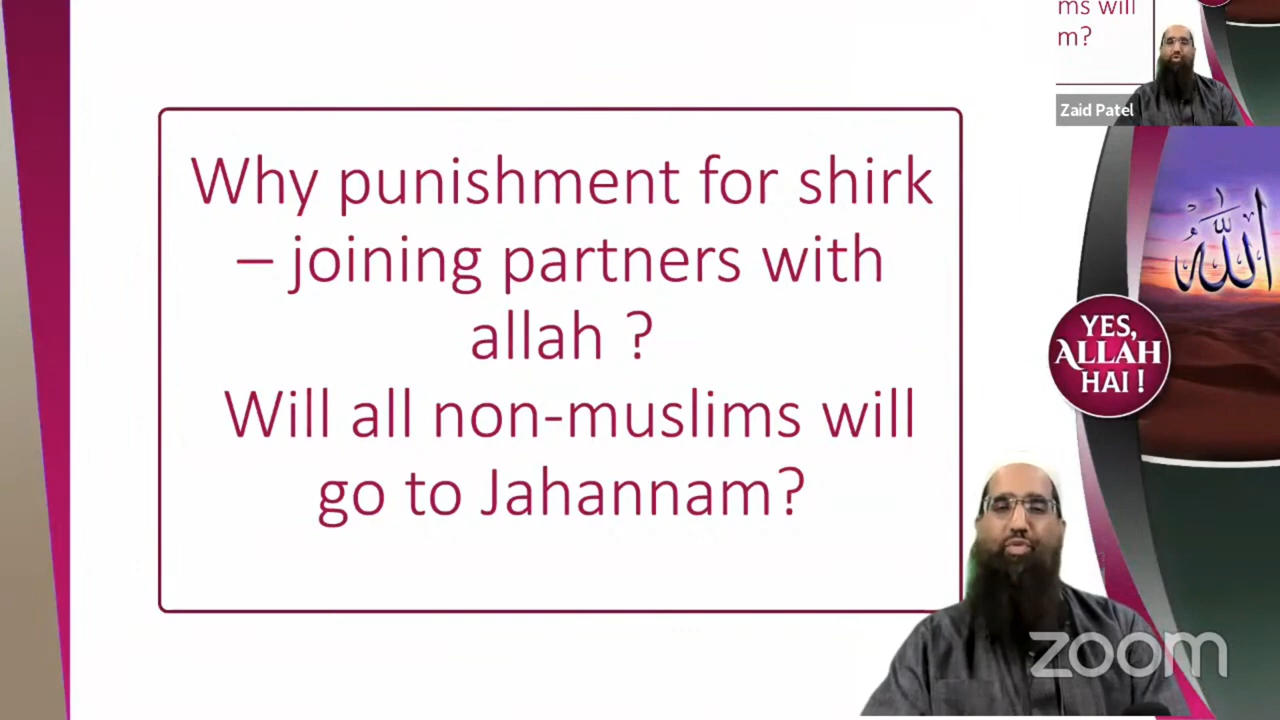 Why punishment for shirk
– joining partners with
allah ?
Will all non-muslims will
go to Jahannam?
ms will
m?
Zaid Patel
الله
YES,
ALLAH
HAI !
zoom